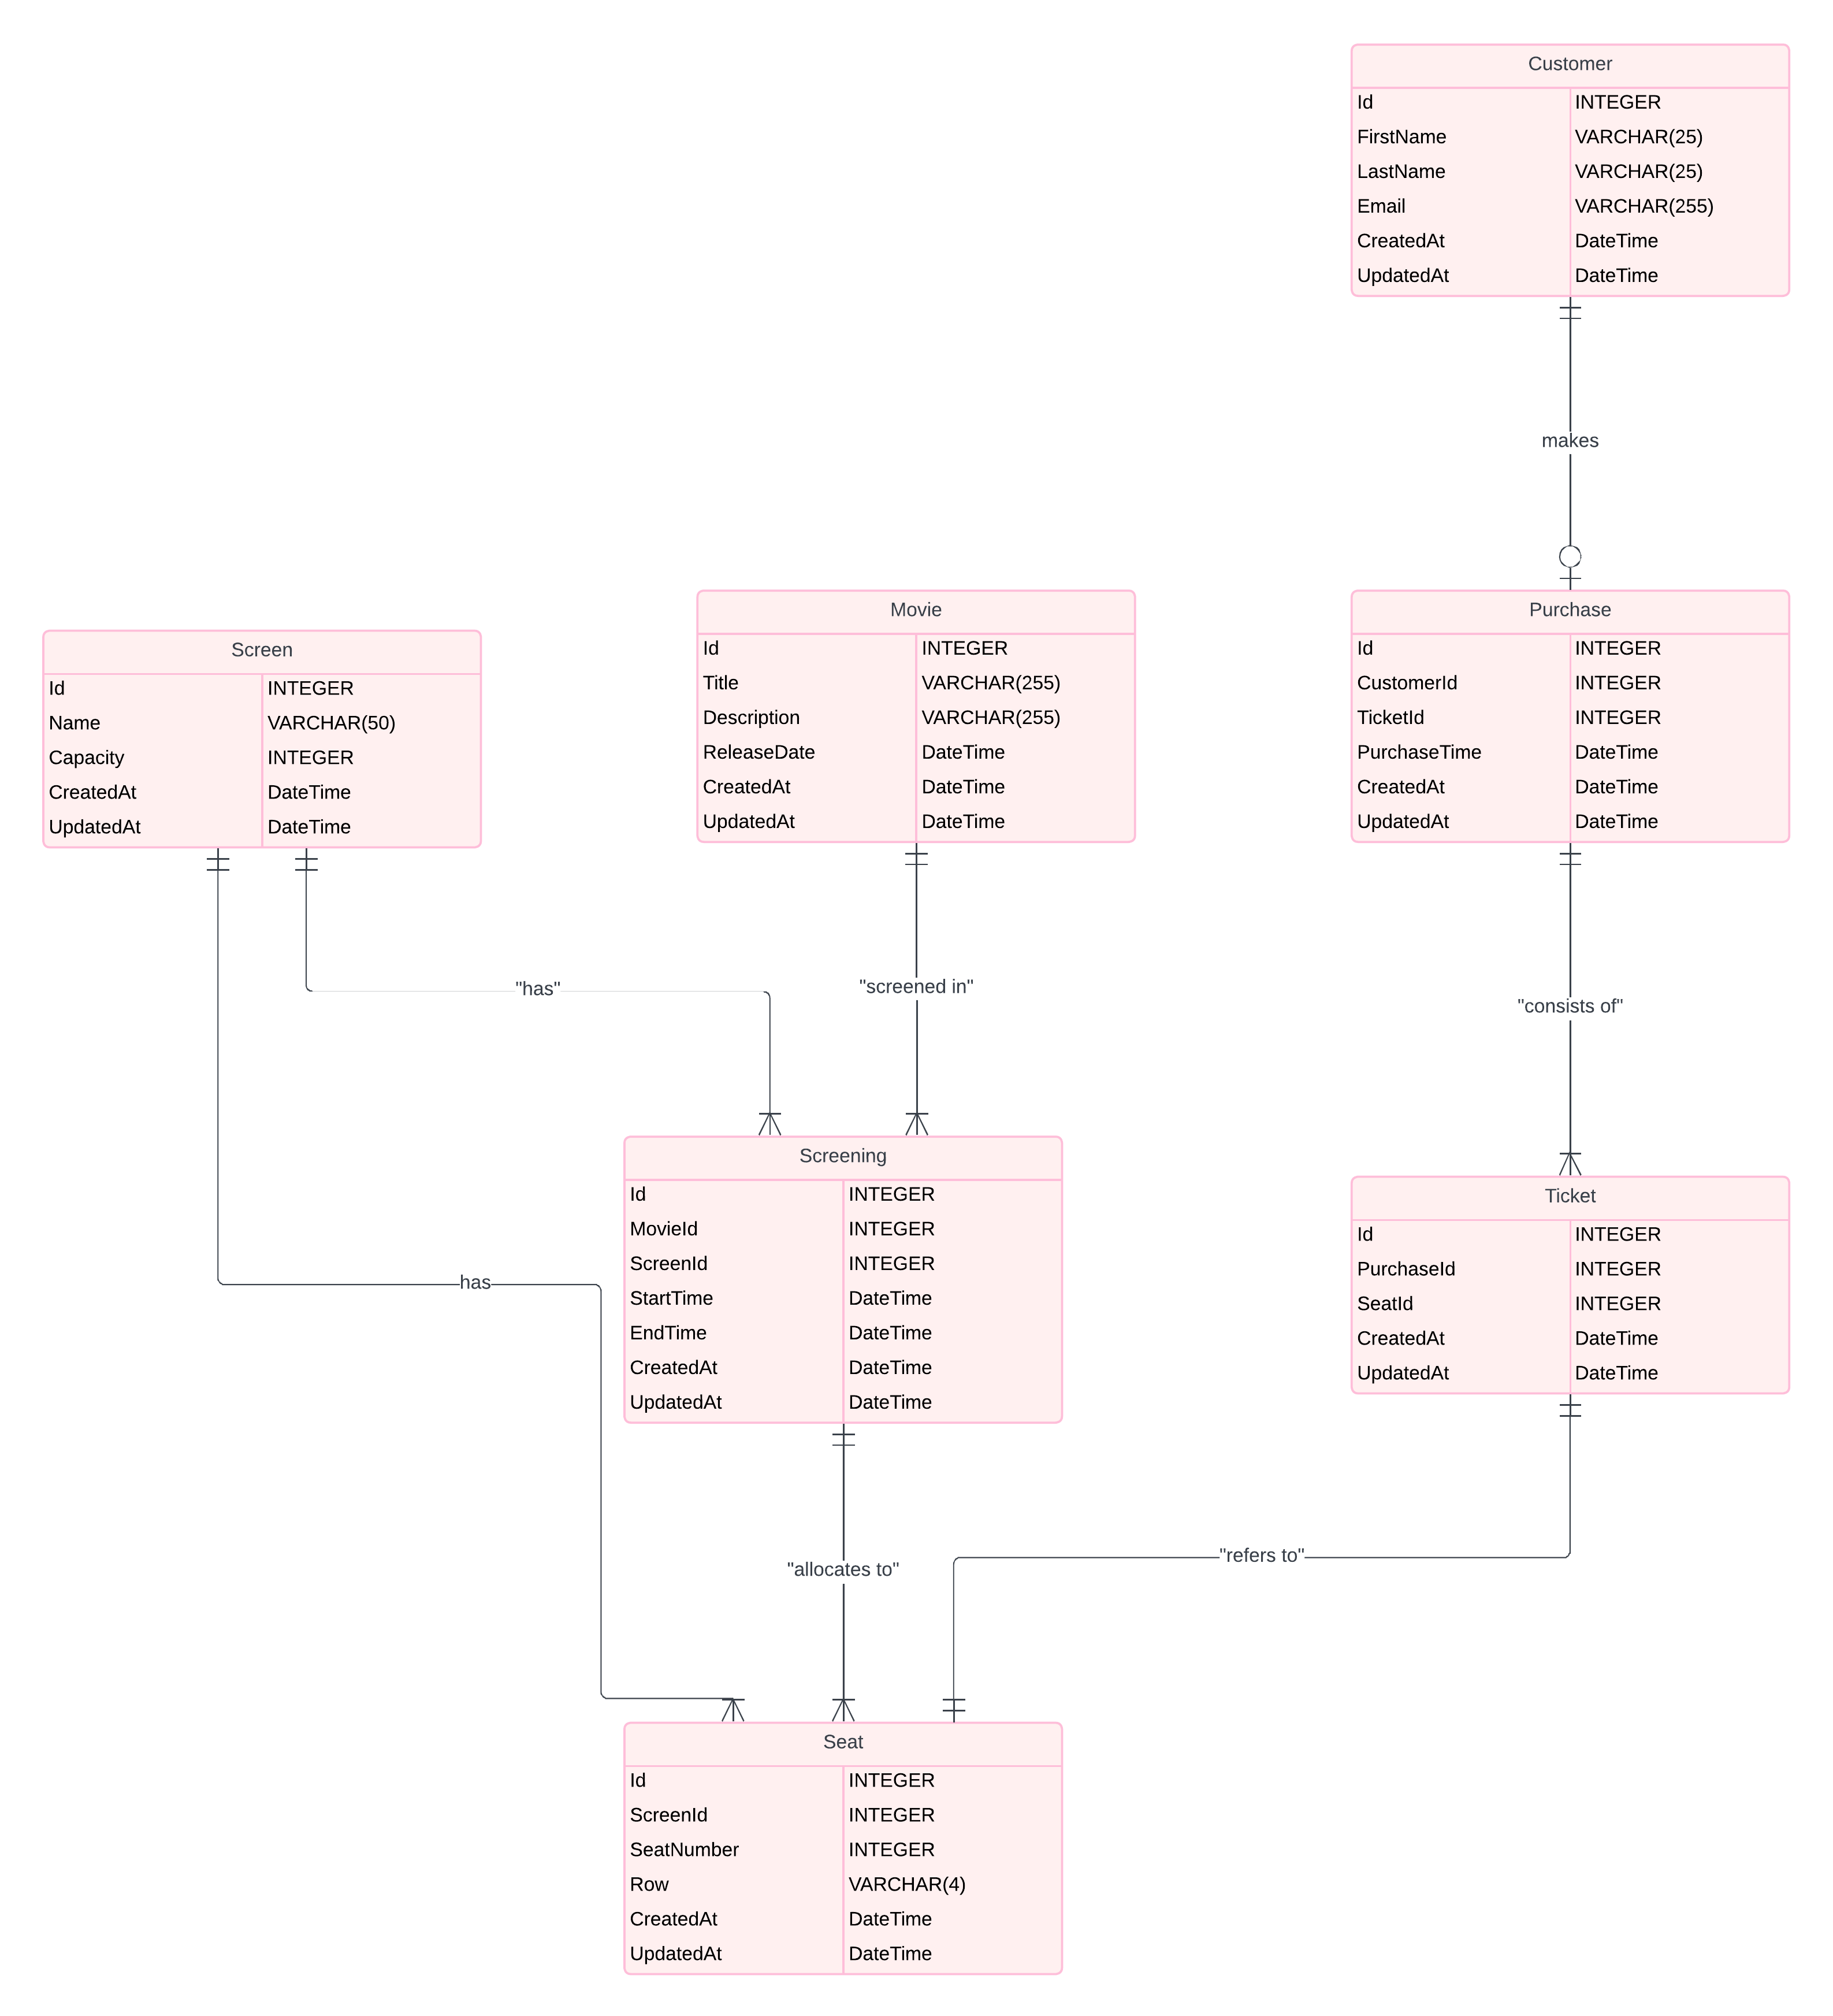 Customer
Id INTEGER
FirstName VARCHAR(25)
LastName VARCHAR(25)
Email VARCHAR(255)
CreatedAt DateTime
UpdatedAt DateTime
makes
Screen
Id INTEGER
Name VARCHAR(50)
Capacity INTEGER
CreatedAt DateTime
UpdatedAt DateTime
Movie
Id INTEGER
Title VARCHAR(255)
Description VARCHAR(255)
ReleaseDate DateTime
CreatedAt DateTime
UpdatedAt DateTime
Purchase
Id INTEGER
CustomerId INTEGER
TicketId INTEGER
PurchaseTime DateTime
CreatedAt DateTime
UpdatedAt DateTime
"has"
"screened in"
"consists of"
has
Screening
Id INTEGER
MovieId INTEGER
ScreenId INTEGER
StartTime DateTime
EndTime DateTime
CreatedAt DateTime
UpdatedAt DateTime
Ticket
Id INTEGER
PurchaseId INTEGER
SeatId INTEGER
CreatedAt DateTime
UpdatedAt DateTime
"allocates to"
"refers to"
Seat
Id INTEGER
ScreenId INTEGER
SeatNumber INTEGER
Row VARCHAR(4)
CreatedAt DateTime
UpdatedAt DateTime